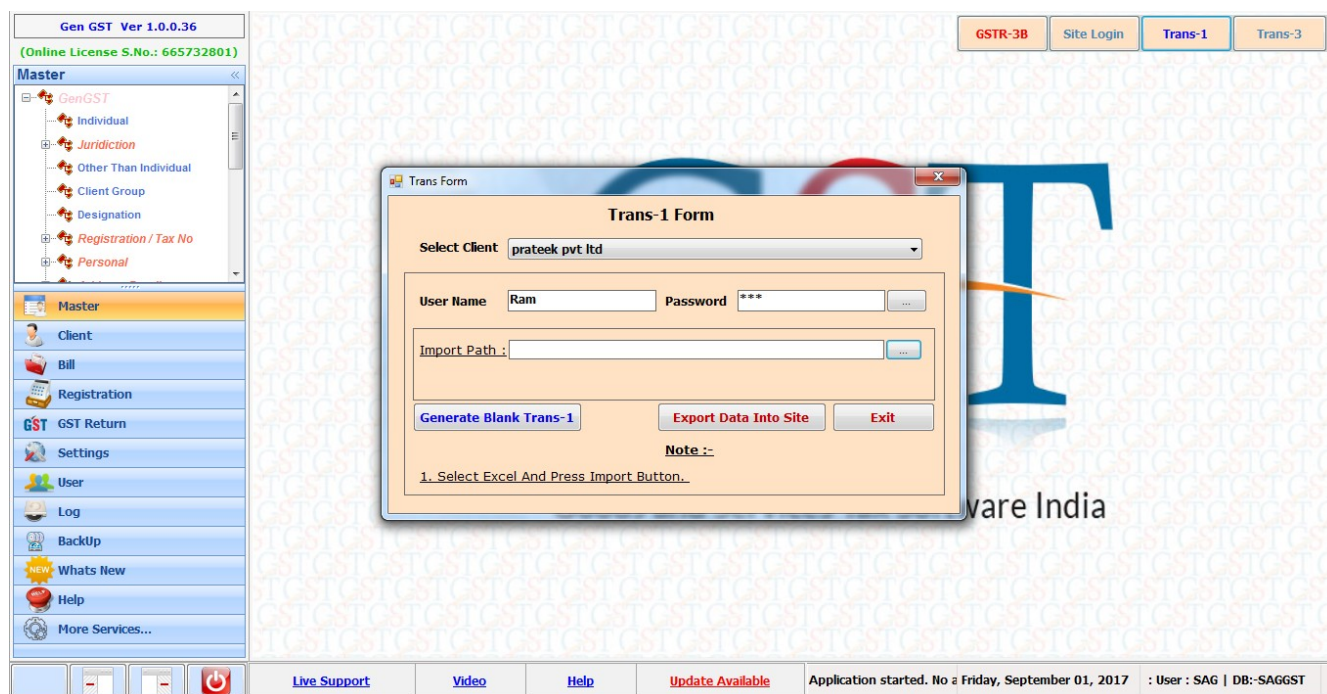 Gen GST Ver 1.0.0.36
(Online License S.No.: 665732801)
Master
GenGST
Individual
Juridiction
Other Than Individual
Client Group
Designation
Registration / Tax No
Personal
Master
Client
Bill
Registration
GST GST Return
Settings
User
Log
BackUp
NEW Whats New
Help
More Services...
GSTR-3B Site Login Trans-1 Trans-3
Trans Form
Trans-1 Form
Select Client prateek pvt ltd
User Name Ram Password *** ...
Import Path : ...
Generate Blank Trans-1 Export Data Into Site Exit
Note :-
1. Select Excel And Press Import Button.
ware India
Live Support Video Help Update Available Application started. No a Friday, September 01, 2017 : User : SAG | DB:-SAGGST